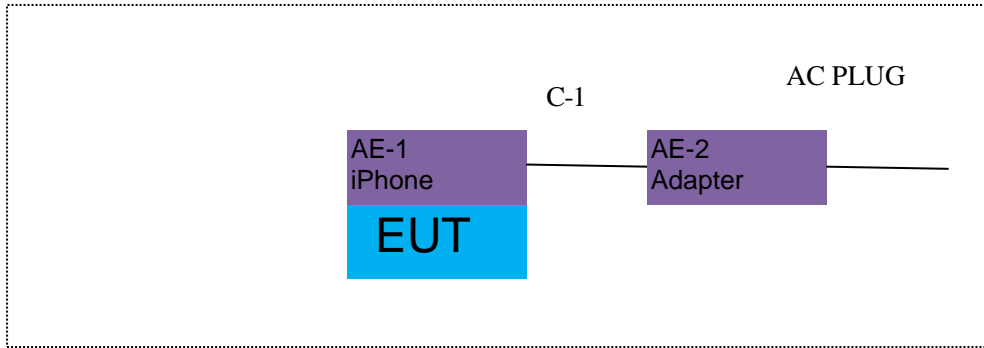 AC PLUG
C-1
AE-1
iPhone
AE-2
Adapter
EUT